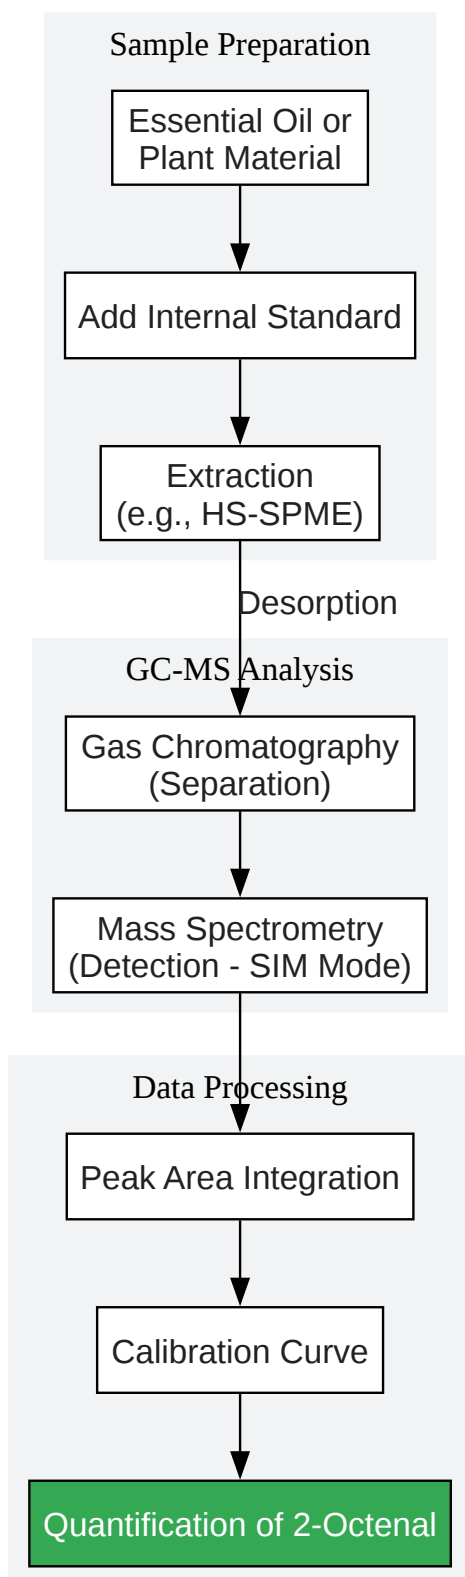 Sample Preparation
Essential Oil or
Plant Material
Add Internal Standard
Extraction
(e.g., HS-SPME)
Desorption
GC-MS Analysis
Gas Chromatography
(Separation)
Mass Spectrometry
(Detection - SIM Mode)
Data Processing
Peak Area Integration
Calibration Curve
Quantification of 2-Octenal